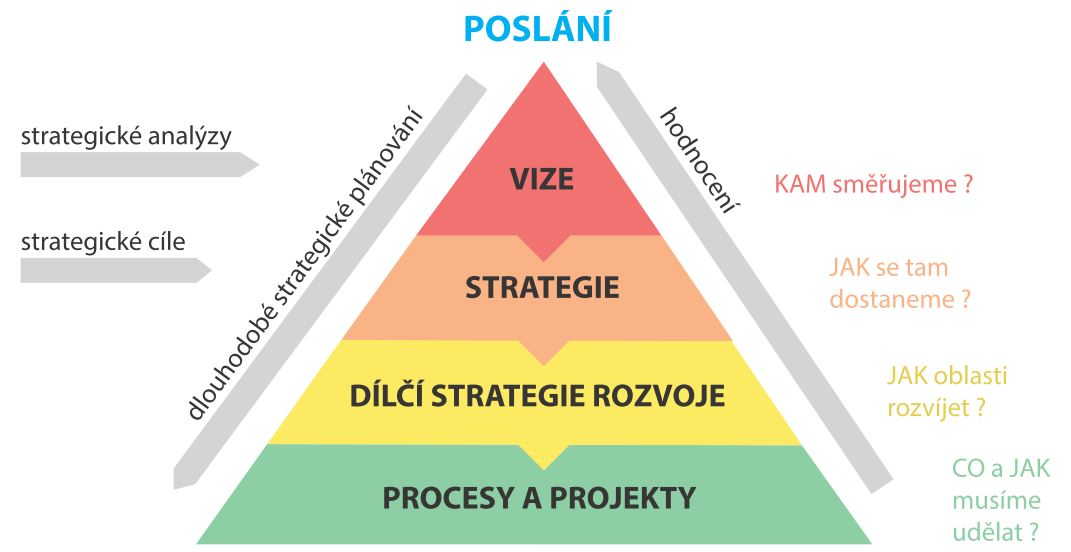 POSLÁNÍ
strategické analýzy
strategické cíle
dlouhodobé strategické plánování
hodnocení
VIZE
KAM směřujeme ?
STRATEGIE
JAK se tam
dostaneme ?
DÍLČÍ STRATEGIE ROZVOJE
JAK oblasti
rozvíjet ?
PROCESY A PROJEKTY
CO a JAK
musíme
udělat ?